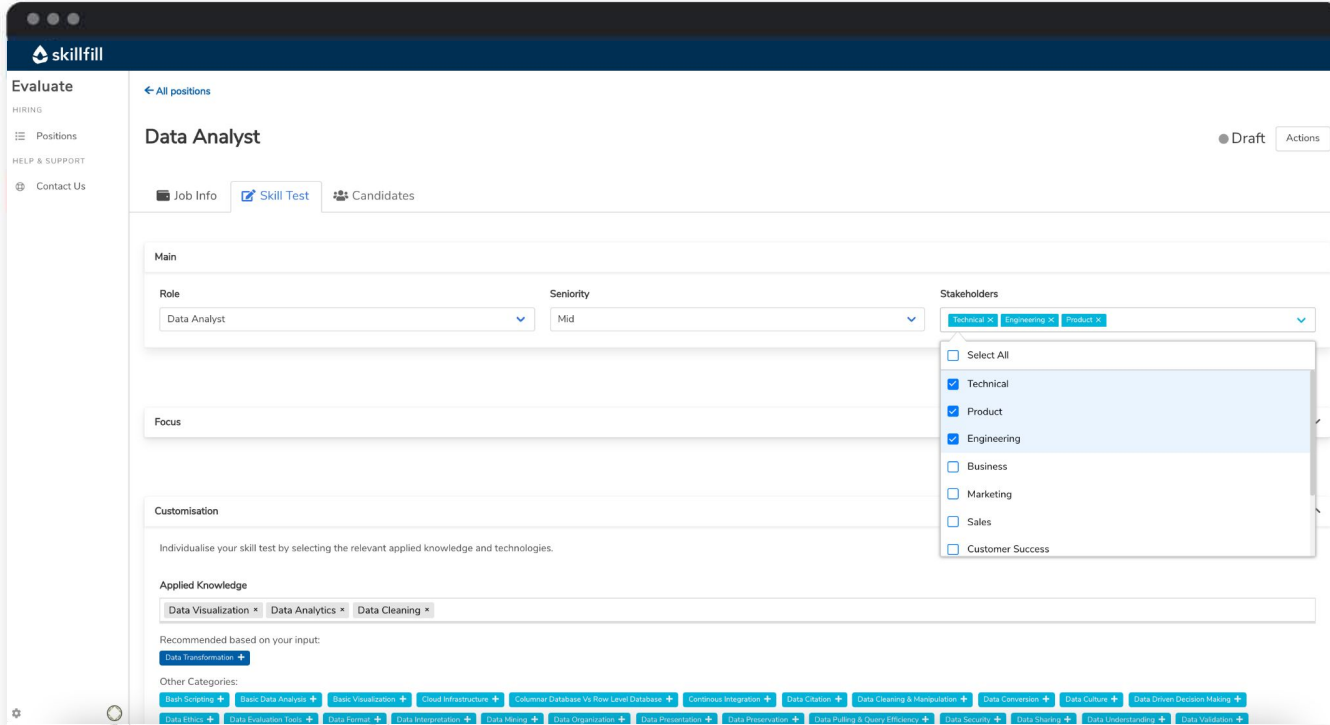 skillfill
Evaluate
HIRING
Positions
HELP & SUPPORT
Contact Us
← All positions
Data Analyst
Draft
Actions
Job Info
Skill Test
Candidates
Main
Role
Data Analyst
Seniority
Mid
Stakeholders
Technical × Engineering × Product ×
Select All
Technical
Product
Engineering
Business
Marketing
Sales
Customer Success
Focus
Customisation
Individualise your skill test by selecting the relevant applied knowledge and technologies.
Applied Knowledge
Data Visualization × Data Analytics × Data Cleaning ×
Recommended based on your input:
Data Transformation +
Other Categories:
Bash Scripting + Basic Data Analysis + Basic Visualization + Cloud Infrastructure + Columnar Database Vs Row Level Database + Continous Integration + Data Citation + Data Cleaning & Manipulation + Data Conversion + Data Culture + Data Driven Decision Making +
Data Ethics + Data Evaluation Tools + Data Format + Data Interpretation + Data Mining + Data Organization + Data Presentation + Data Preservation + Data Pulling & Query Efficiency + Data Security + Data Sharing + Data Understanding + Data Validation +